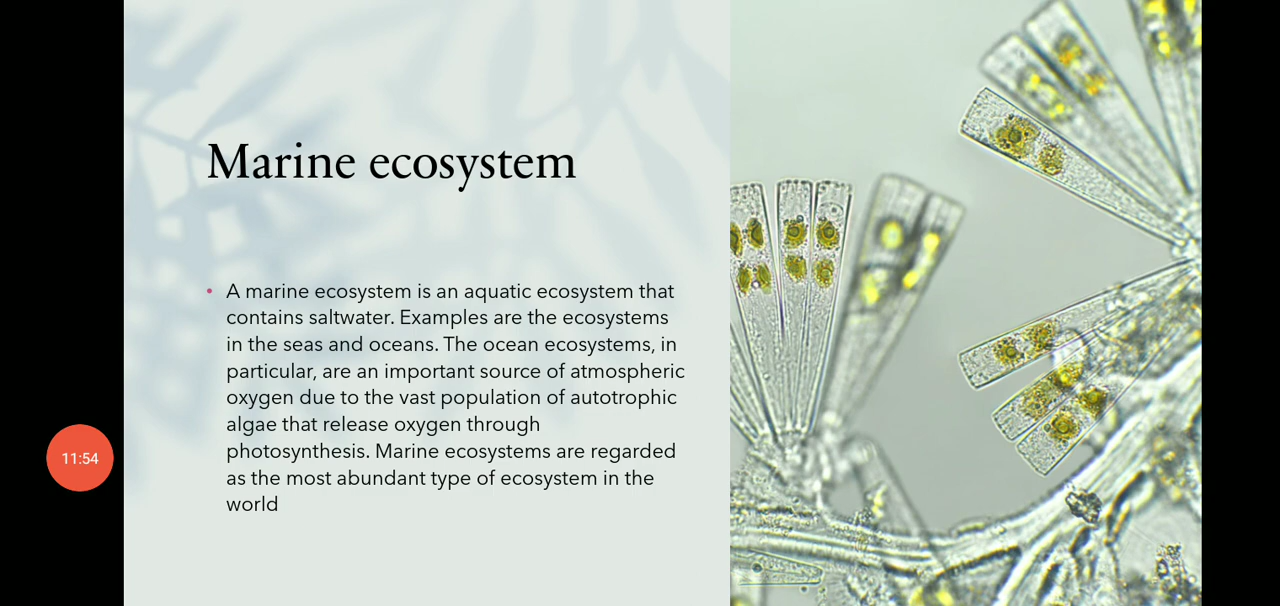 Marine ecosystem
• A marine ecosystem is an aquatic ecosystem that
contains saltwater. Examples are the ecosystems
in the seas and oceans. The ocean ecosystems, in
particular, are an important source of atmospheric
oxygen due to the vast population of autotrophic
algae that release oxygen through
photosynthesis. Marine ecosystems are regarded
as the most abundant type of ecosystem in the
world
11:54